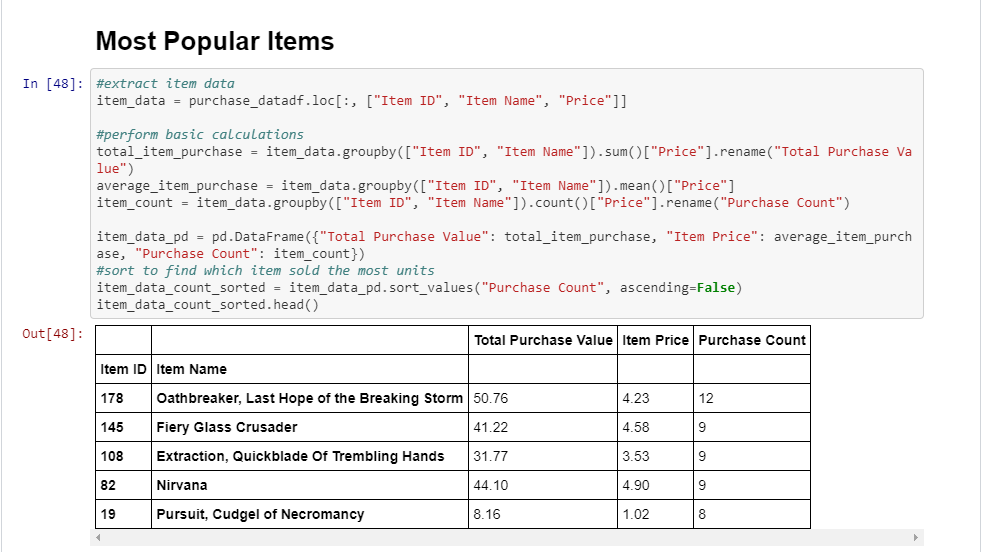 Most Popular Items
In [48]:
#extract item data
item_data = purchase_datadf.loc[:, ["Item ID", "Item Name", "Price"]]
#perform basic calculations
total_item_purchase = item_data.groupby(["Item ID", "Item Name"]).sum()["Price"].rename("Total Purchase Va
lue")
average_item_purchase = item_data.groupby(["Item ID", "Item Name"]).mean()["Price"]
item_count = item_data.groupby(["Item ID", "Item Name"]).count()["Price"].rename("Purchase Count")
item_data_pd = pd.DataFrame({"Total Purchase Value": total_item_purchase, "Item Price": average_item_purch
ase, "Purchase Count": item_count})
#sort to find which item sold the most units
item_data_count_sorted = item_data_pd.sort_values("Purchase Count", ascending=False)
item_data_count_sorted.head()
Out[48]:
Total Purchase Value Item Price Purchase Count
Item ID Item Name
178 Oathbreaker, Last Hope of the Breaking Storm 50.76 4.23 12
145 Fiery Glass Crusader 41.22 4.58 9
108 Extraction, Quickblade Of Trembling Hands 31.77 3.53 9
82 Nirvana 44.10 4.90 9
19 Pursuit, Cudgel of Necromancy 8.16 1.02 8